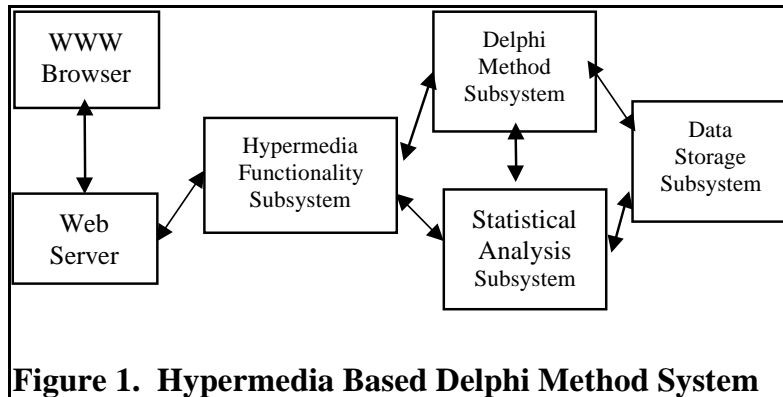 WWW
Browser
Web
Server
Hypermedia
Functionality
Subsystem
Delphi
Method
Subsystem
Statistical
Analysis
Subsystem
Data
Storage
Subsystem
Figure 1.  Hypermedia Based Delphi Method System